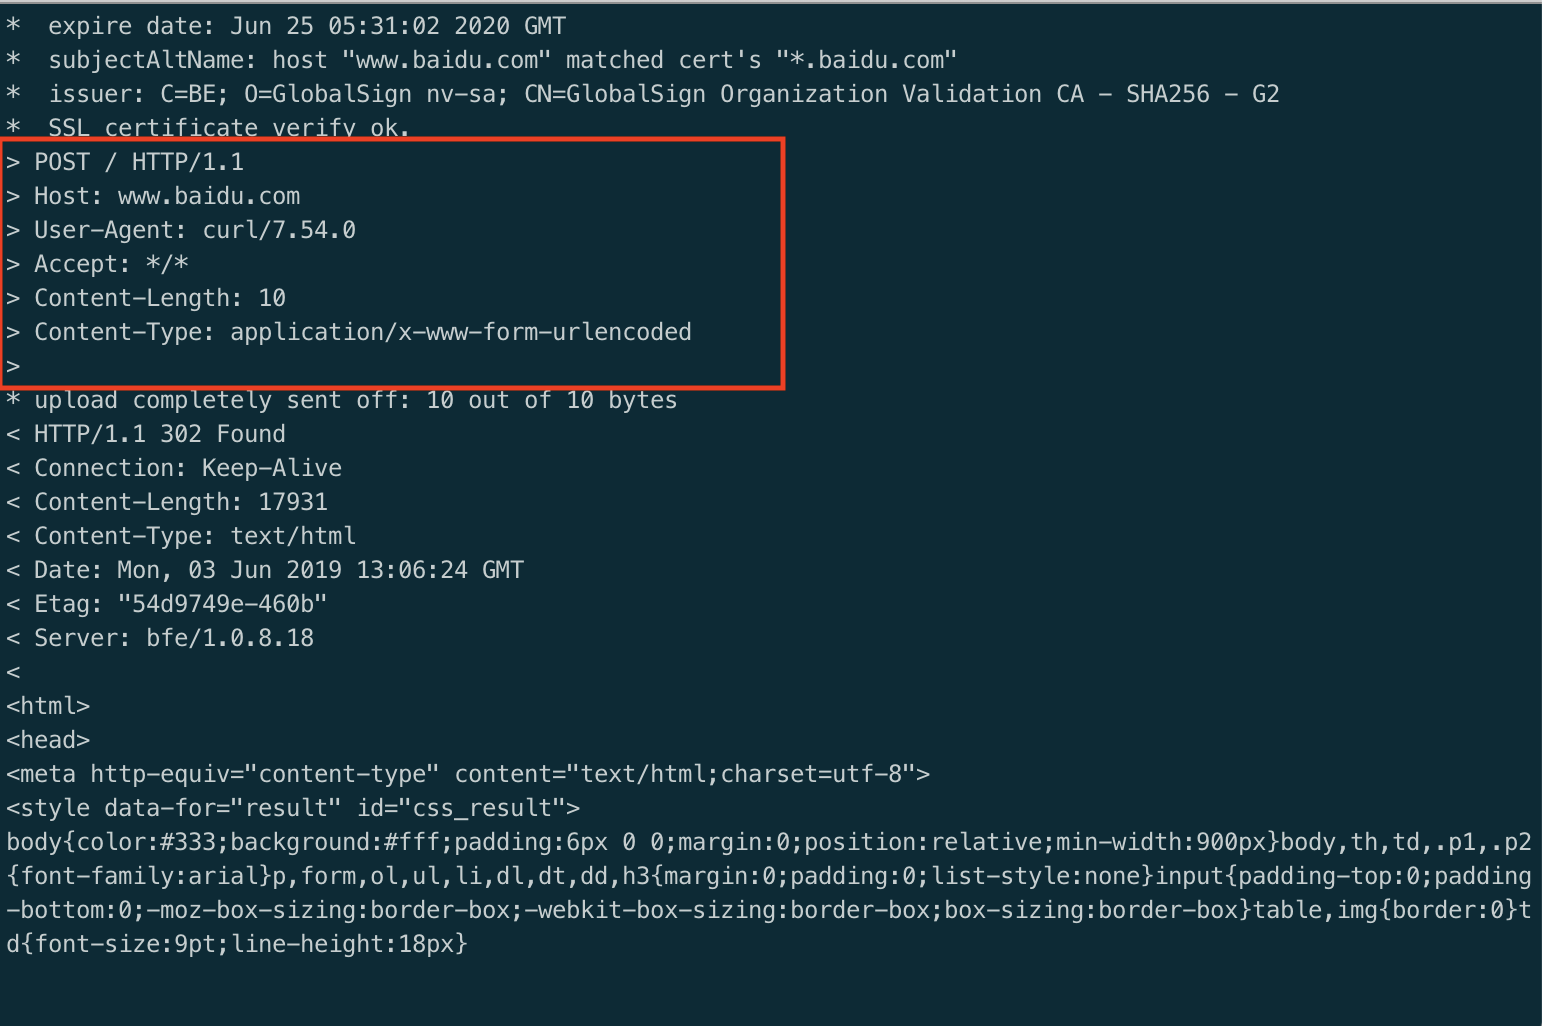 *  expire date: Jun 25 05:31:02 2020 GMT
*  subjectAltName: host "www.baidu.com" matched cert's "*.baidu.com"
*  issuer: C=BE; O=GlobalSign nv-sa; CN=GlobalSign Organization Validation CA - SHA256 - G2
*  SSL certificate verify ok.
> POST / HTTP/1.1
> Host: www.baidu.com
> User-Agent: curl/7.54.0
> Accept: */*
> Content-Length: 10
> Content-Type: application/x-www-form-urlencoded
>
* upload completely sent off: 10 out of 10 bytes
< HTTP/1.1 302 Found
< Connection: Keep-Alive
< Content-Length: 17931
< Content-Type: text/html
< Date: Mon, 03 Jun 2019 13:06:24 GMT
< Etag: "54d9749e-460b"
< Server: bfe/1.0.8.18
<
<html>
<head>
<meta http-equiv="content-type" content="text/html;charset=utf-8">
<style data-for="result" id="css_result">
body{color:#333;background:#fff;padding:6px 0 0;margin:0;position:relative;min-width:900px}body,th,td,.p1,.p2
{font-family:arial}p,form,ol,ul,li,dl,dt,dd,h3{margin:0;padding:0;list-style:none}input{padding-top:0;padding
-bottom:0;-moz-box-sizing:border-box;-webkit-box-sizing:border-box;box-sizing:border-box}table,img{border:0}t
d{font-size:9pt;line-height:18px}